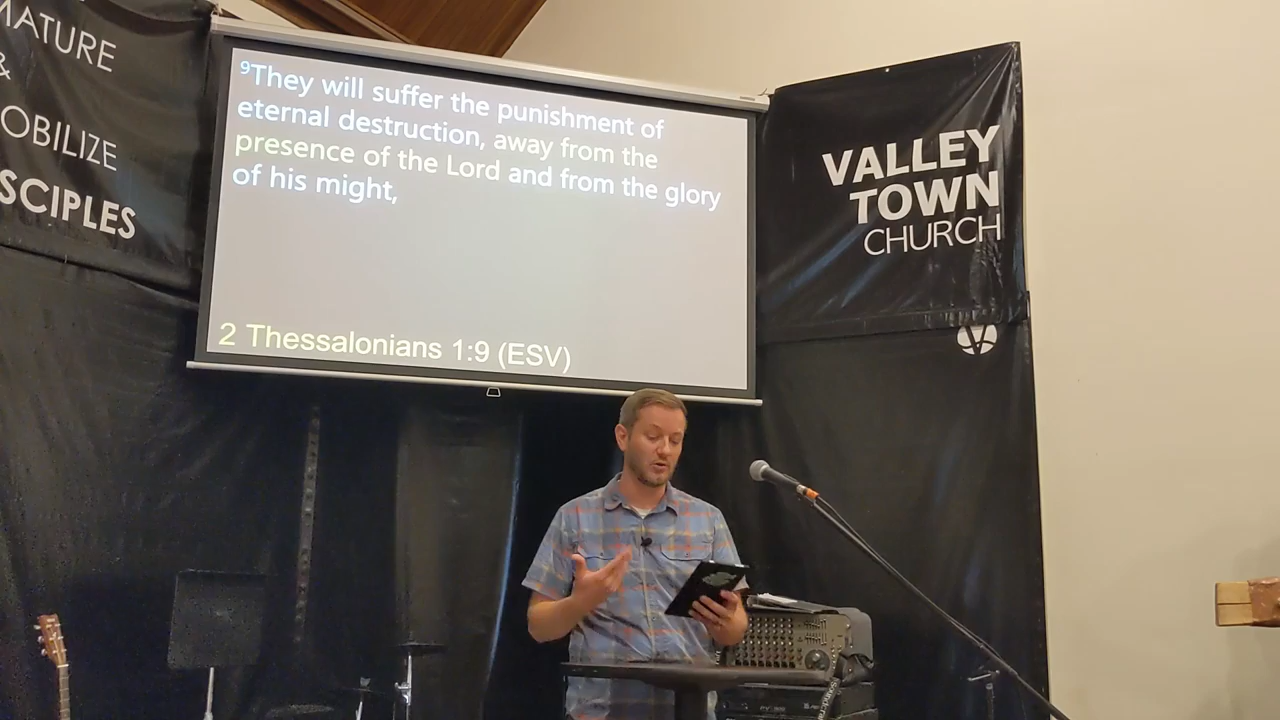 MATURE
&
OBILIZE
SCIPLES
⁹They will suffer the punishment of
eternal destruction, away from the
presence of the Lord and from the glory
of his might,
2 Thessalonians 1:9 (ESV)
VALLEY
TOWN
CHURCH